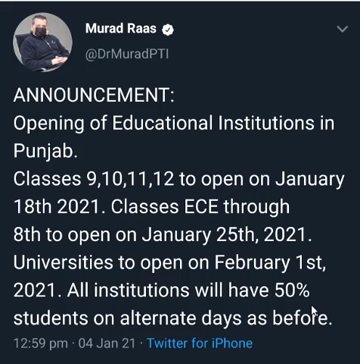 Murad Raas
@DrMuradPTI
ANNOUNCEMENT:
Opening of Educational Institutions in
Punjab.
Classes 9,10,11,12 to open on January
18th 2021. Classes ECE through
8th to open on January 25th, 2021.
Universities to open on February 1st,
2021. All institutions will have 50%
students on alternate days as before.
12:59 pm · 04 Jan 21 · Twitter for iPhone